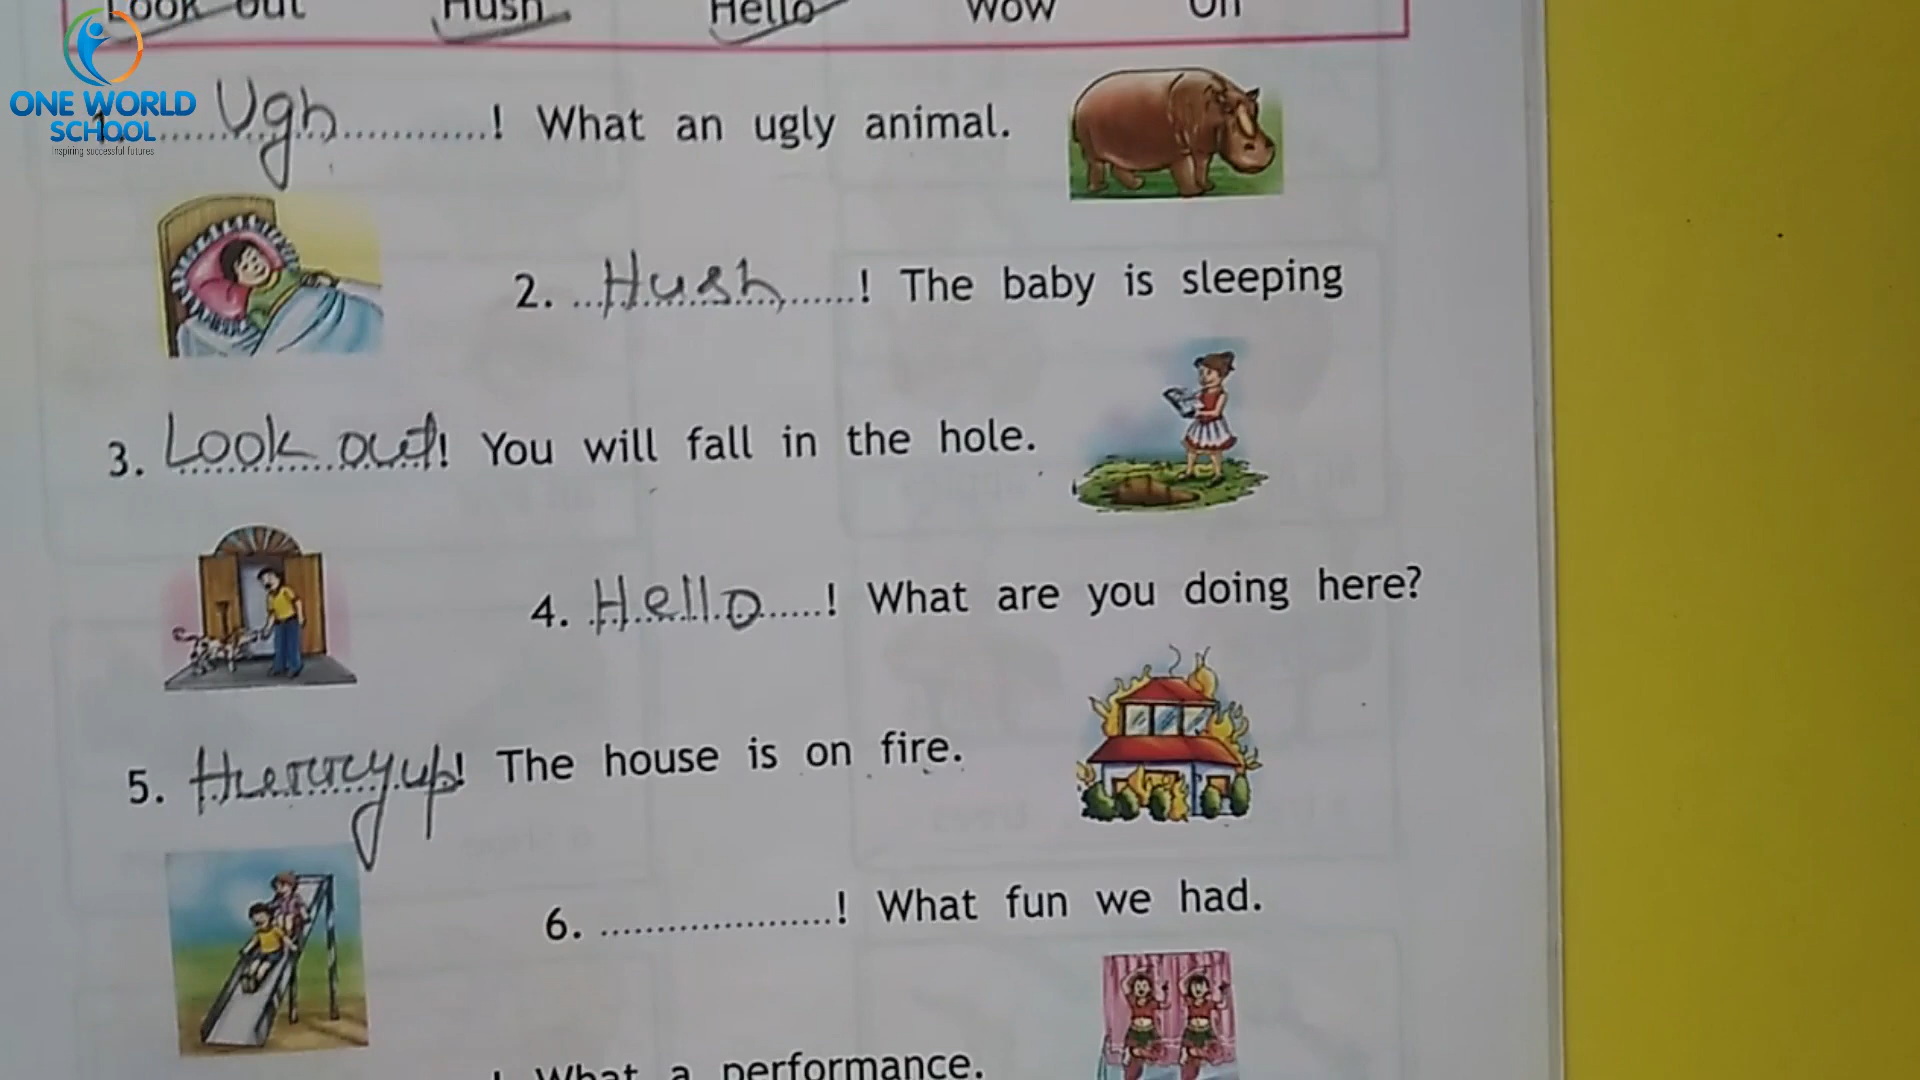 Look out Hush Hello Wow Oh
ONE WORLD
SCHOOL
Inspiring successful futures
1. Ugh ! What an ugly animal.
2. Hush ! The baby is sleeping
3. Look out! You will fall in the hole.
4. Hello ! What are you doing here?
5. Hurry up! The house is on fire.
6. ....................! What fun we had.
! What a performance.